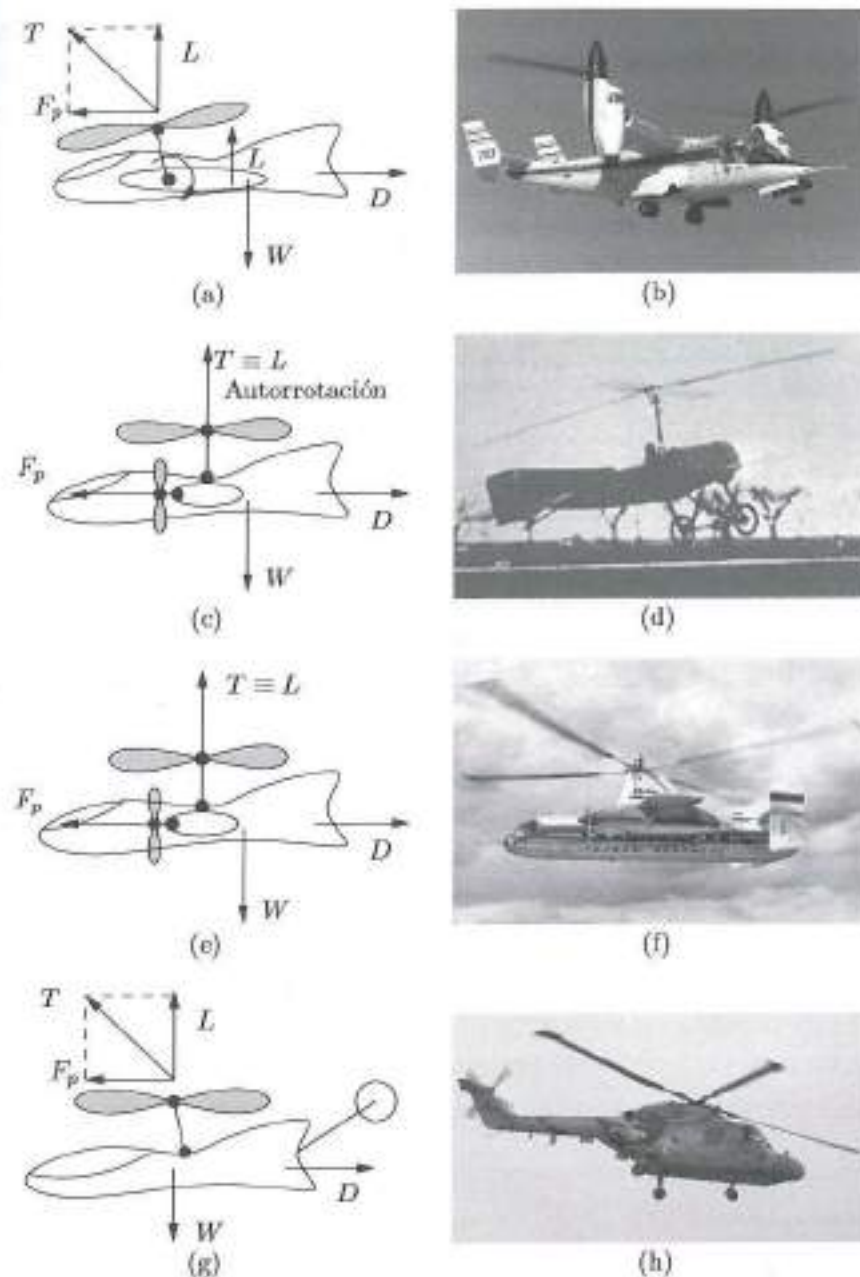 T
L
F_p
L
D
W
(a)
(b)
T ≡ L
Autorrotación
F_p
D
W
(c)
(d)
T ≡ L
F_p
D
W
(e)
(f)
T
L
F_p
D
W
(g)
(h)